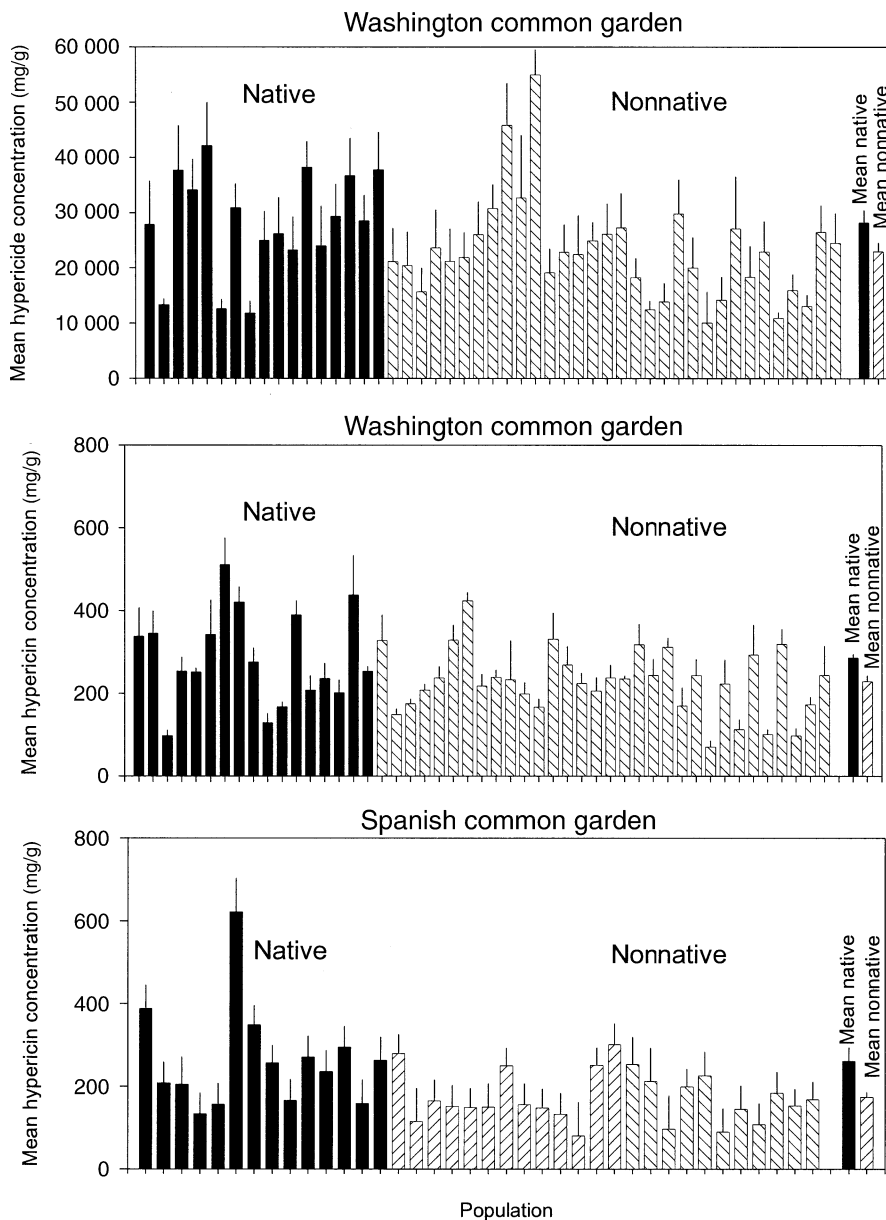 Washington common garden
Mean hypericide concentration (mg/g)
60 000
50 000
40 000
30 000
20 000
10 000
0
Native
Nonnative
Mean native
Mean nonnative
Washington common garden
Mean hypericin concentration (mg/g)
800
600
400
200
0
Native
Nonnative
Mean native
Mean nonnative
Spanish common garden
Mean hypericin concentration (mg/g)
800
600
400
200
0
Native
Nonnative
Mean native
Mean nonnative
Population